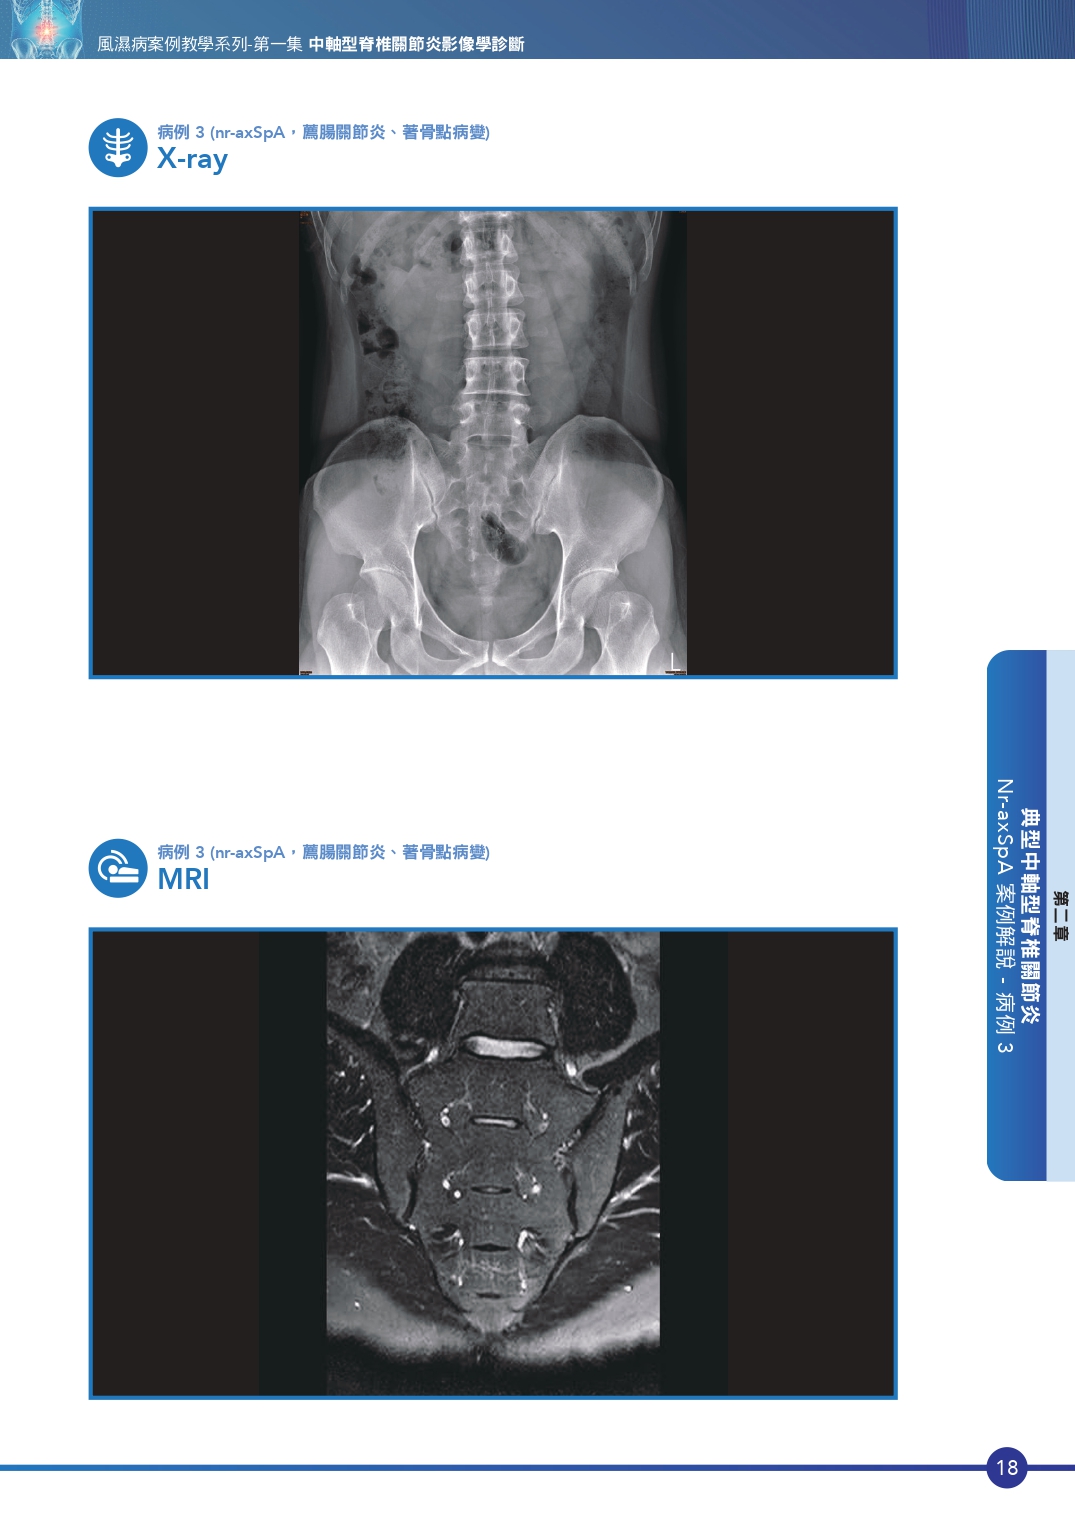 風濕病案例教學系列-第一集 中軸型脊椎關節炎影像學診斷
病例 3 (nr-axSpA，薦腸關節炎、著骨點病變)
X-ray
L
病例 3 (nr-axSpA，薦腸關節炎、著骨點病變)
MRI
第二章
典型中軸型脊椎關節炎
Nr-axSpA 案例解說 - 病例 3
18